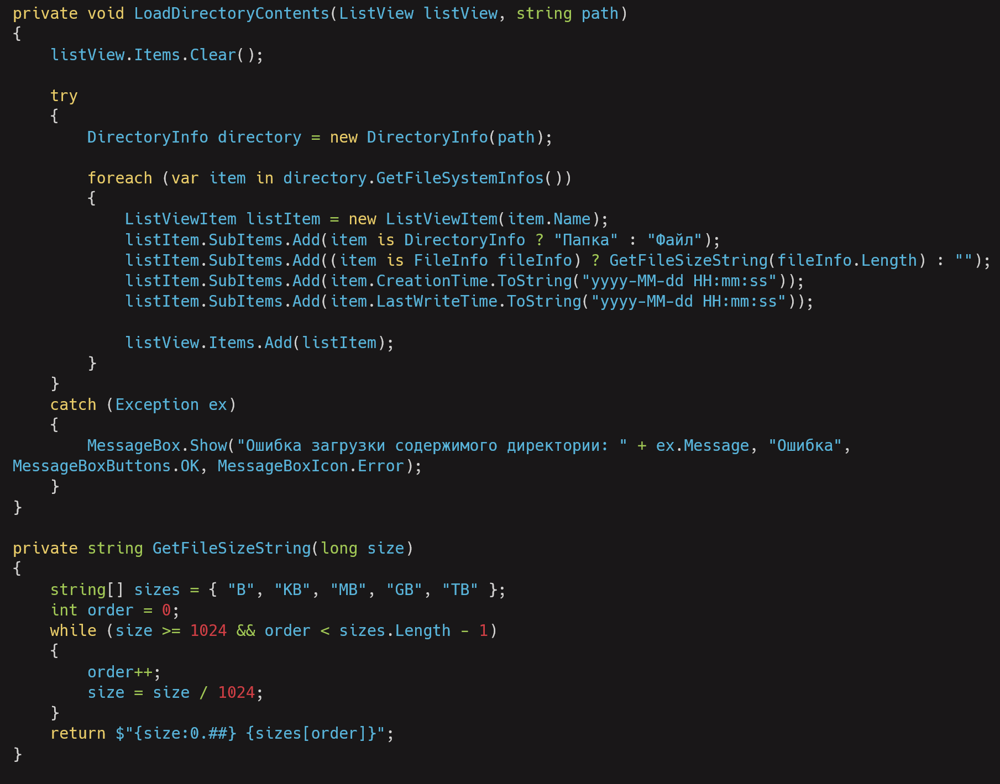 private void LoadDirectoryContents(ListView listView, string path)
{
    listView.Items.Clear();

    try
    {
        DirectoryInfo directory = new DirectoryInfo(path);

        foreach (var item in directory.GetFileSystemInfos())
        {
            ListViewItem listItem = new ListViewItem(item.Name);
            listItem.SubItems.Add(item is DirectoryInfo ? "Папка" : "Файл");
            listItem.SubItems.Add((item is FileInfo fileInfo) ? GetFileSizeString(fileInfo.Length) : "");
            listItem.SubItems.Add(item.CreationTime.ToString("yyyy-MM-dd HH:mm:ss"));
            listItem.SubItems.Add(item.LastWriteTime.ToString("yyyy-MM-dd HH:mm:ss"));

            listView.Items.Add(listItem);
        }
    }
    catch (Exception ex)
    {
        MessageBox.Show("Ошибка загрузки содержимого директории: " + ex.Message, "Ошибка",
MessageBoxButtons.OK, MessageBoxIcon.Error);
    }
}

private string GetFileSizeString(long size)
{
    string[] sizes = { "B", "KB", "MB", "GB", "TB" };
    int order = 0;
    while (size >= 1024 && order < sizes.Length - 1)
    {
        order++;
        size = size / 1024;
    }
    return $"{size:0.##} {sizes[order]}";
}